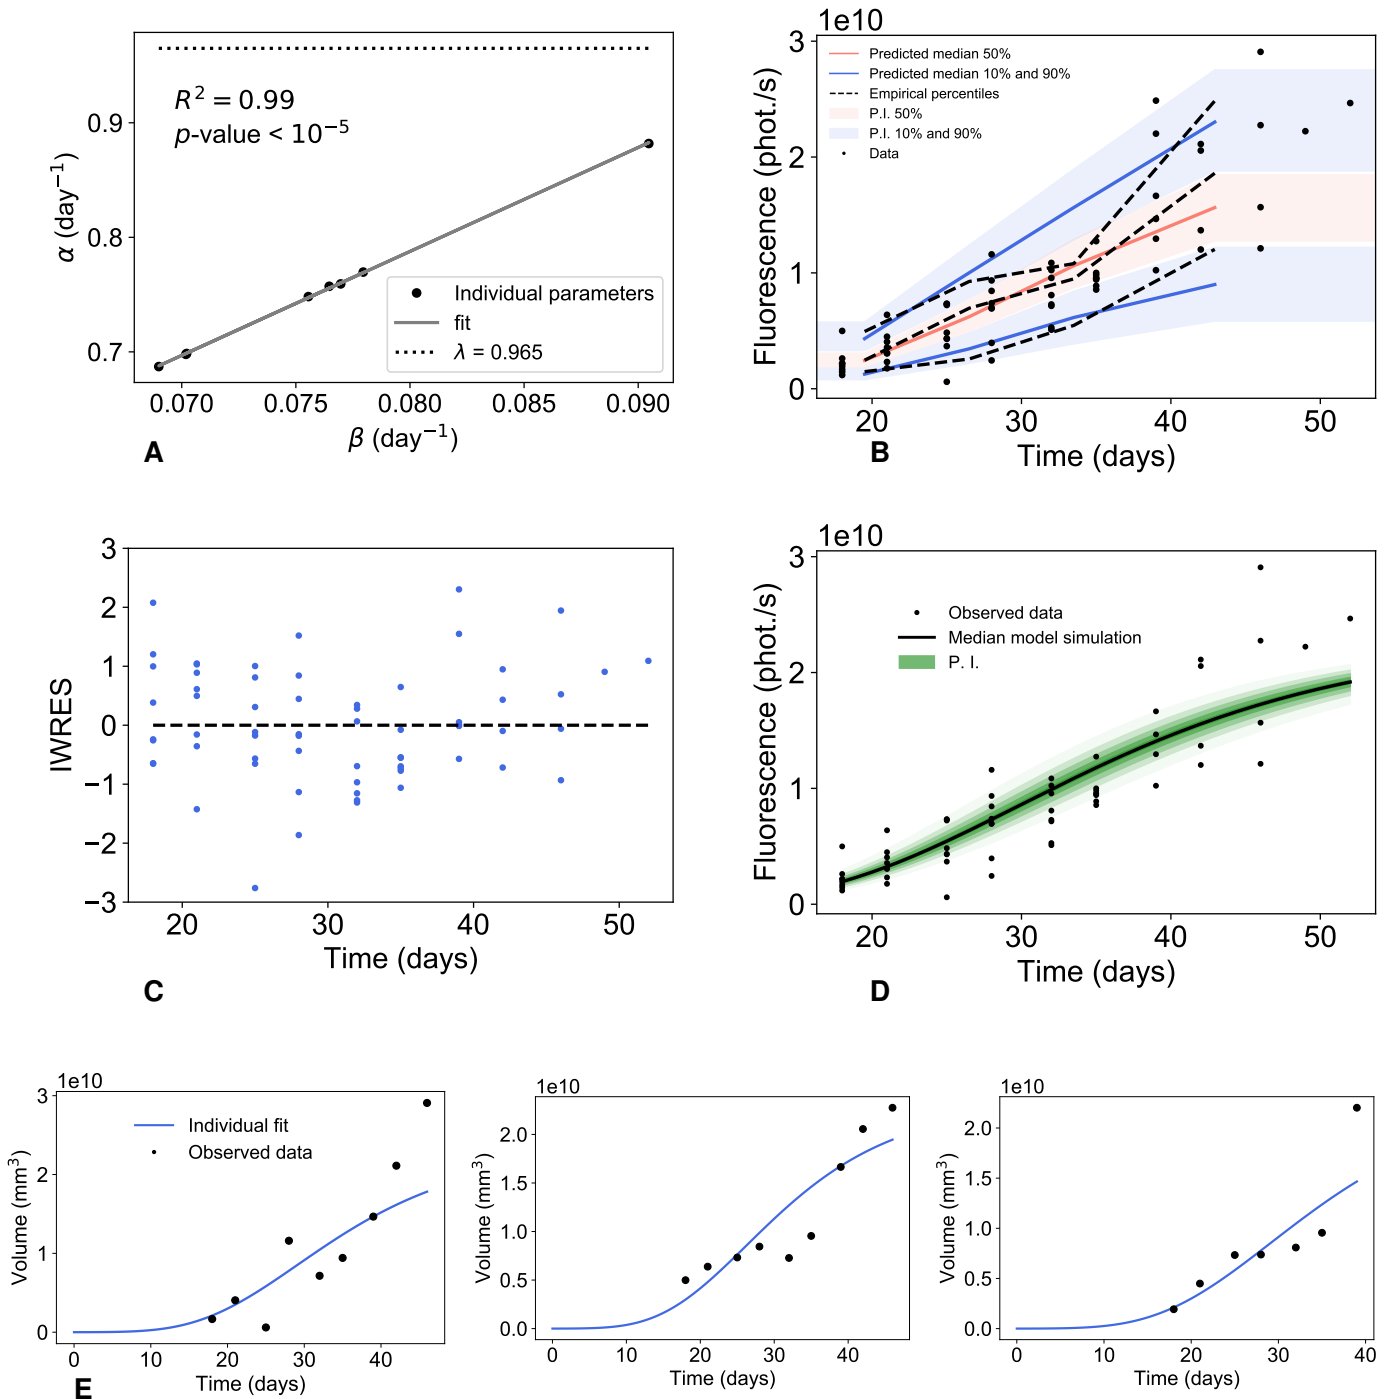 R² = 0.99
p-value < 10⁻⁵
0.9
0.8
0.7
α (day⁻¹)
Individual parameters
fit
λ = 0.965
0.070 0.075 0.080 0.085 0.090
β (day⁻¹)
A
1e10
3
2
1
0
Fluorescence (phot./s)
Predicted median 50%
Predicted median 10% and 90%
Empirical percentiles
P.I. 50%
P.I. 10% and 90%
Data
20 30 40 50
Time (days)
B
3
2
1
0
−1
−2
−3
IWRES
20 30 40 50
Time (days)
C
1e10
3
2
1
0
Fluorescence (phot./s)
Observed data
Median model simulation
P. I.
20 30 40 50
Time (days)
D
1e10
3
2
1
0
Volume (mm³)
Individual fit
Observed data
0 10 20 30 40
Time (days)
E
1e10
2.0
1.5
1.0
0.5
0.0
Volume (mm³)
0 10 20 30 40
Time (days)
1e10
2.0
1.5
1.0
0.5
0.0
Volume (mm³)
0 10 20 30 40
Time (days)